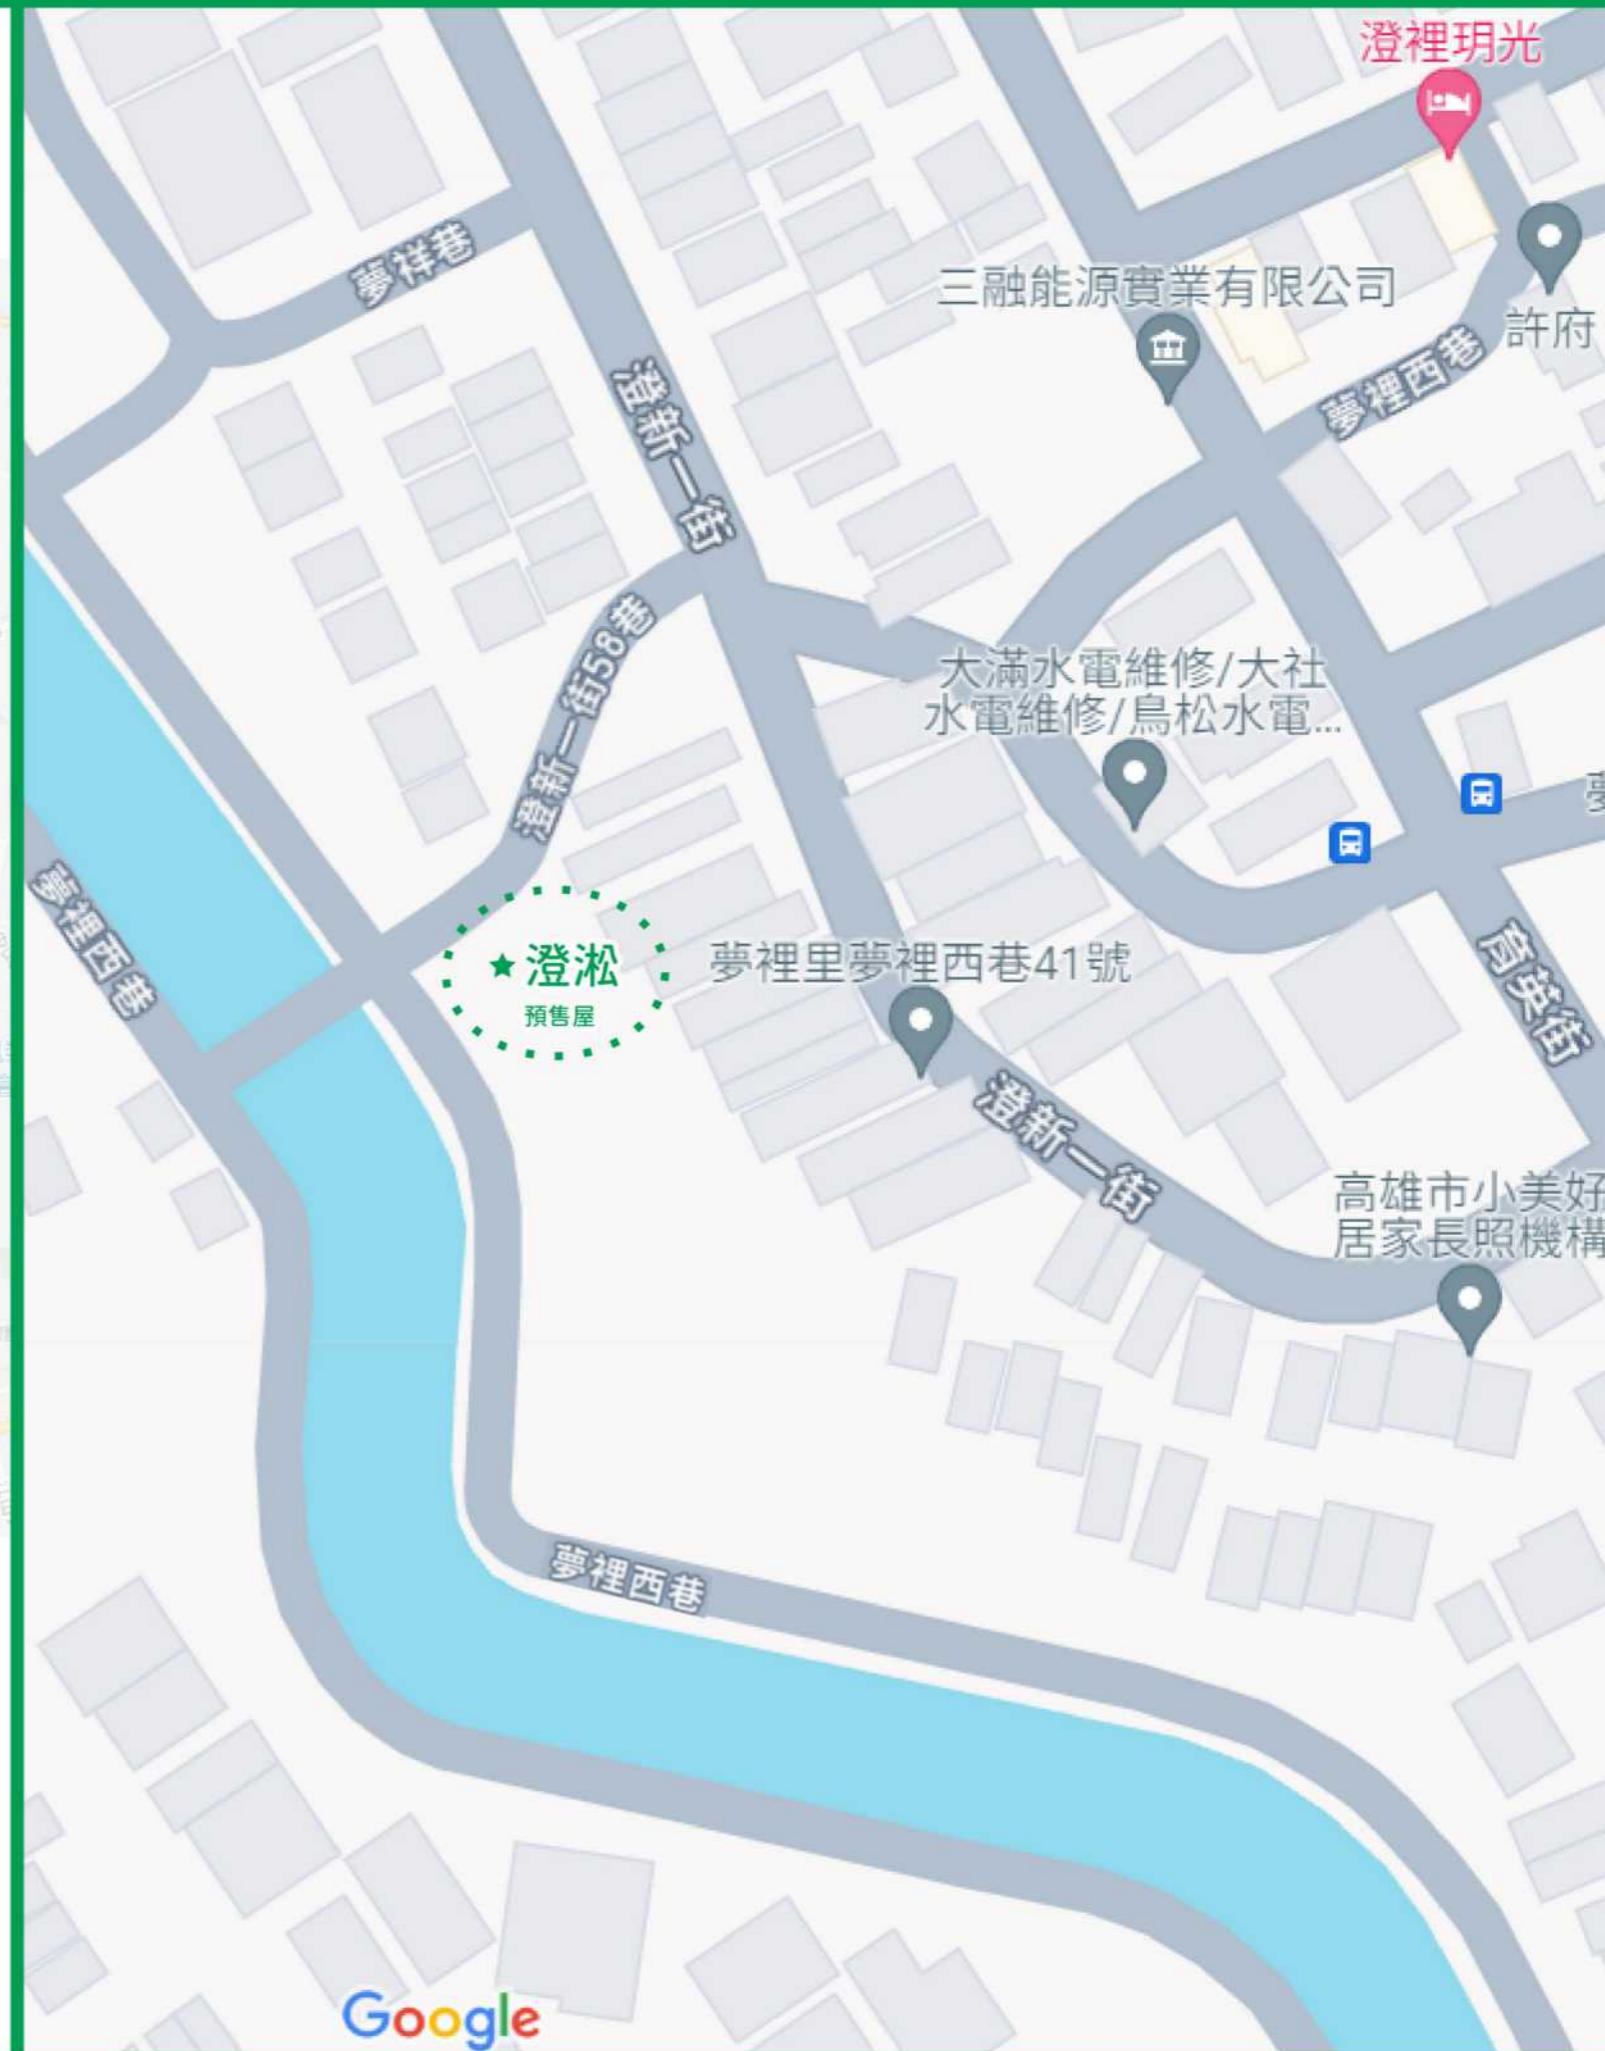 澄裡玥光
夢祥巷
三融能源實業有限公司
許府
夢裡西巷
澄新一街
澄新一街58巷
大滿水電維修/大社
水電維修/鳥松水電...
夢裡西巷
★澄淞
預售屋
夢裡里夢裡西巷41號
育英街
澄新一街
高雄市小美好
居家長照機構
夢裡西巷
Google